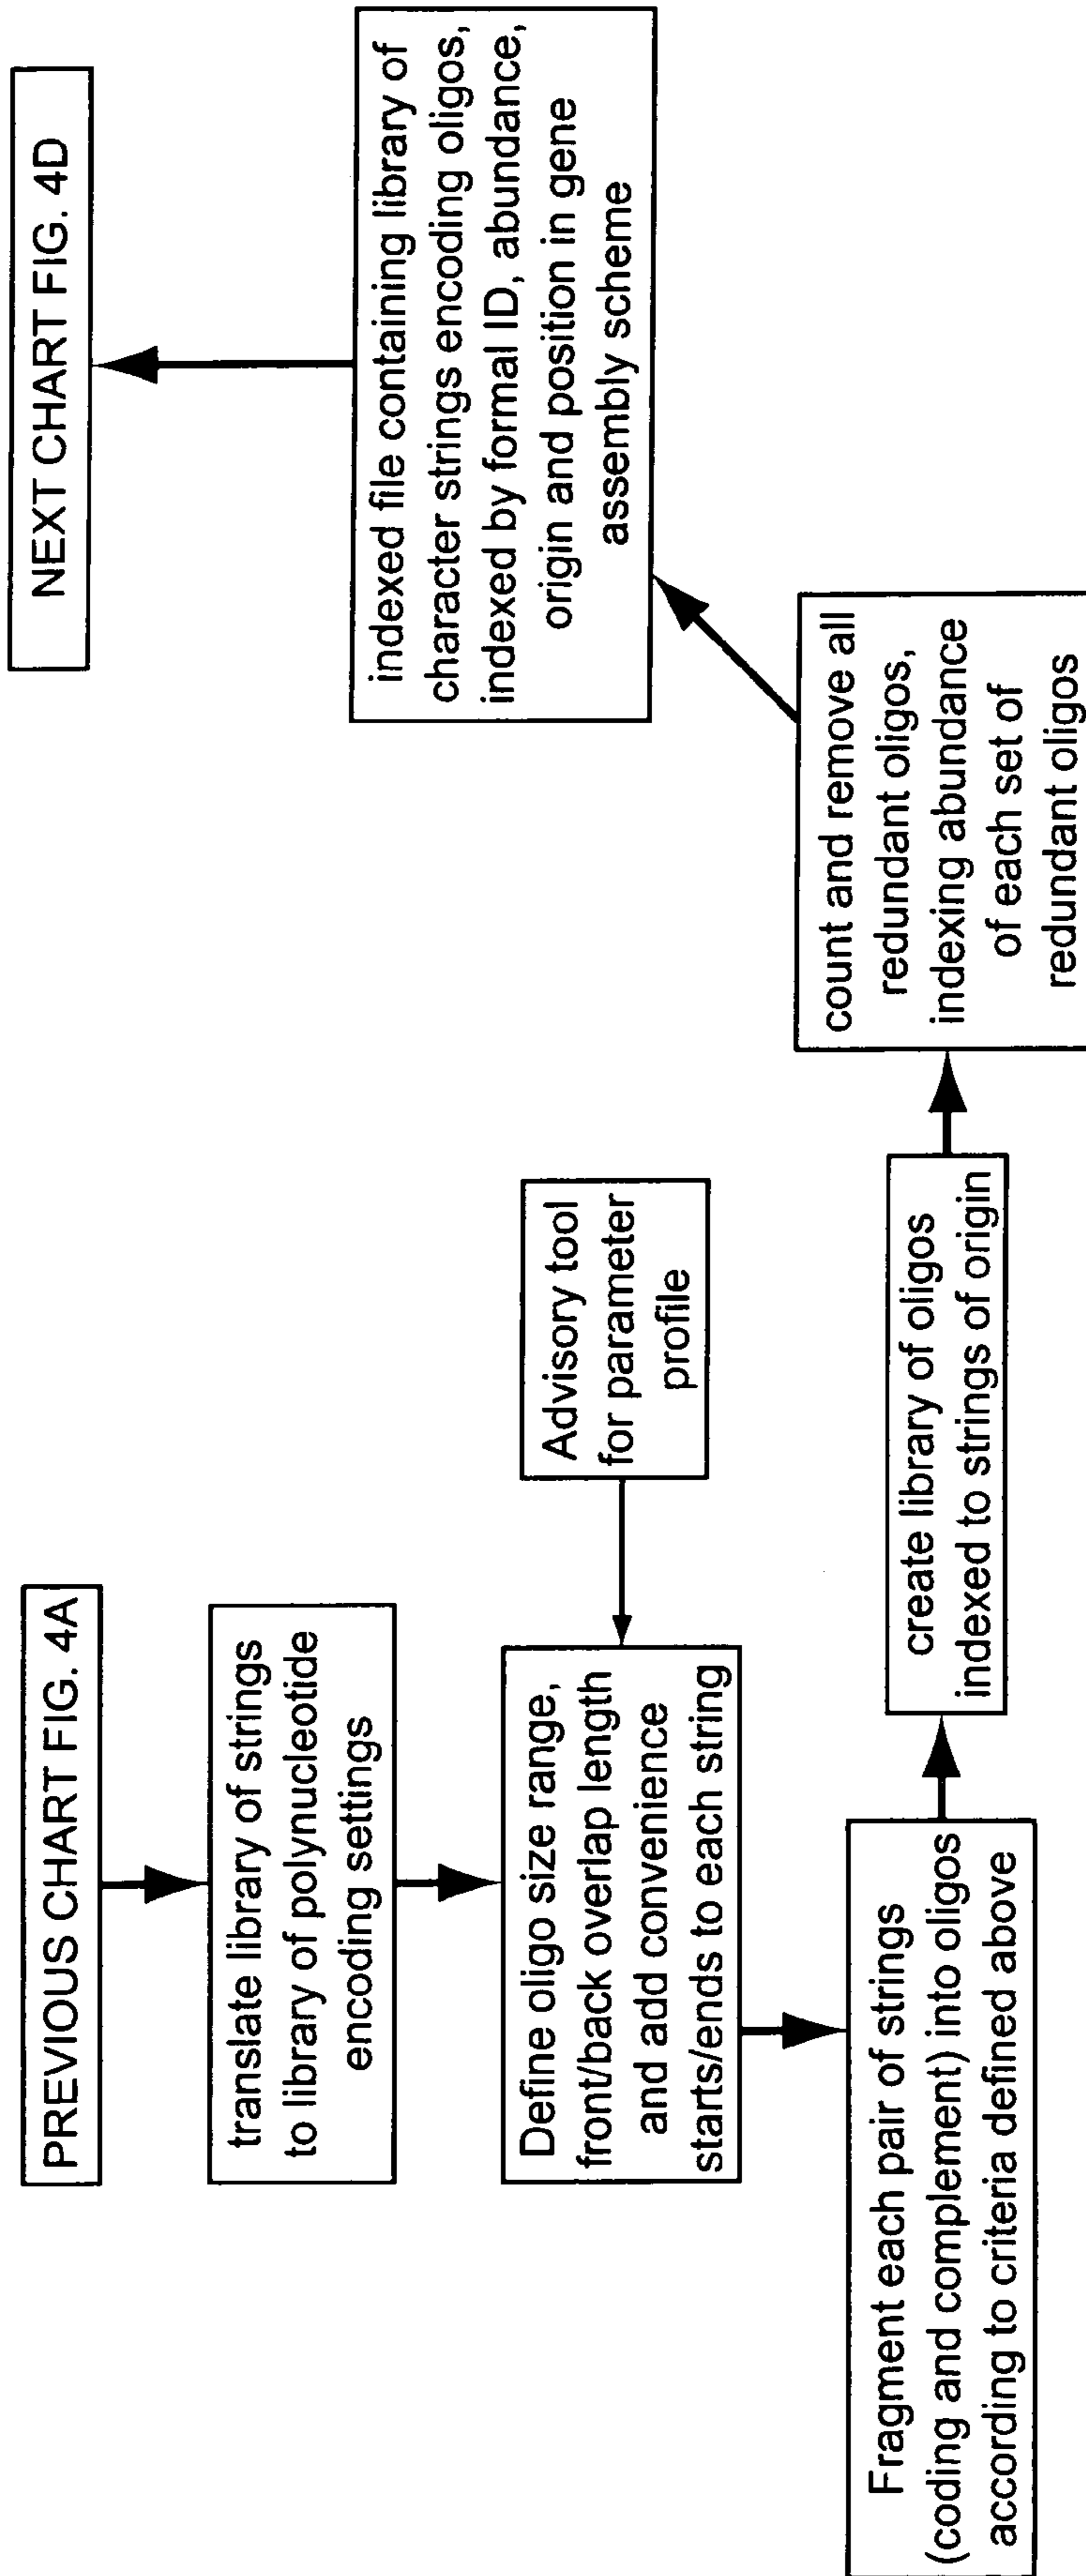 PREVIOUS CHART FIG. 4A
translate library of strings
to library of polynucleotide
encoding settings
Define oligo size range,
front/back overlap length
and add convenience
starts/ends to each string
Advisory tool
for parameter
profile
Fragment each pair of strings
(coding and complement) into oligos
according to criteria defined above
create library of oligos
indexed to strings of origin
count and remove all
redundant oligos,
indexing abundance
of each set of
redundant oligos
indexed file containing library of
character strings encoding oligos,
indexed by formal ID, abundance,
origin and position in gene
assembly scheme
NEXT CHART FIG. 4D